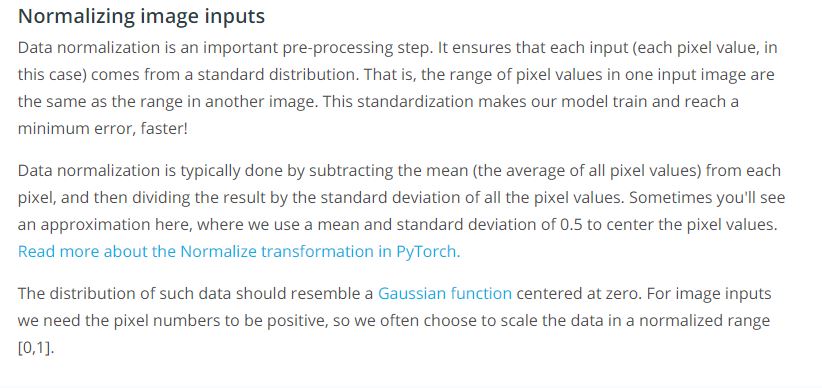 Normalizing image inputs
Data normalization is an important pre-processing step. It ensures that each input (each pixel value, in
this case) comes from a standard distribution. That is, the range of pixel values in one input image are
the same as the range in another image. This standardization makes our model train and reach a
minimum error, faster!
Data normalization is typically done by subtracting the mean (the average of all pixel values) from each
pixel, and then dividing the result by the standard deviation of all the pixel values. Sometimes you'll see
an approximation here, where we use a mean and standard deviation of 0.5 to center the pixel values.
Read more about the Normalize transformation in PyTorch.
The distribution of such data should resemble a Gaussian function centered at zero. For image inputs
we need the pixel numbers to be positive, so we often choose to scale the data in a normalized range
[0,1].